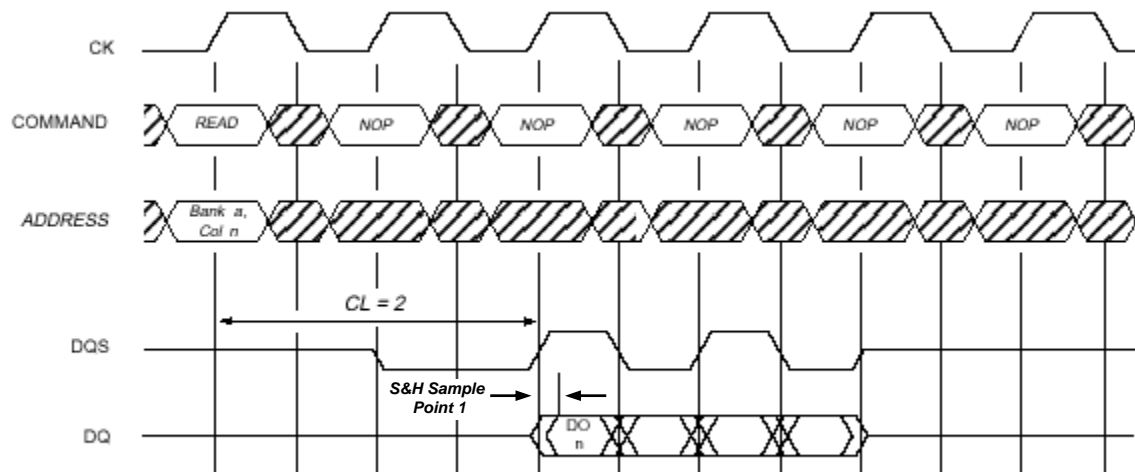 CK
COMMAND
READ
NOP
NOP
NOP
NOP
NOP
ADDRESS
Bank a,
Col n
CL = 2
DQS
S&H Sample
Point 1
DQ
DO
n